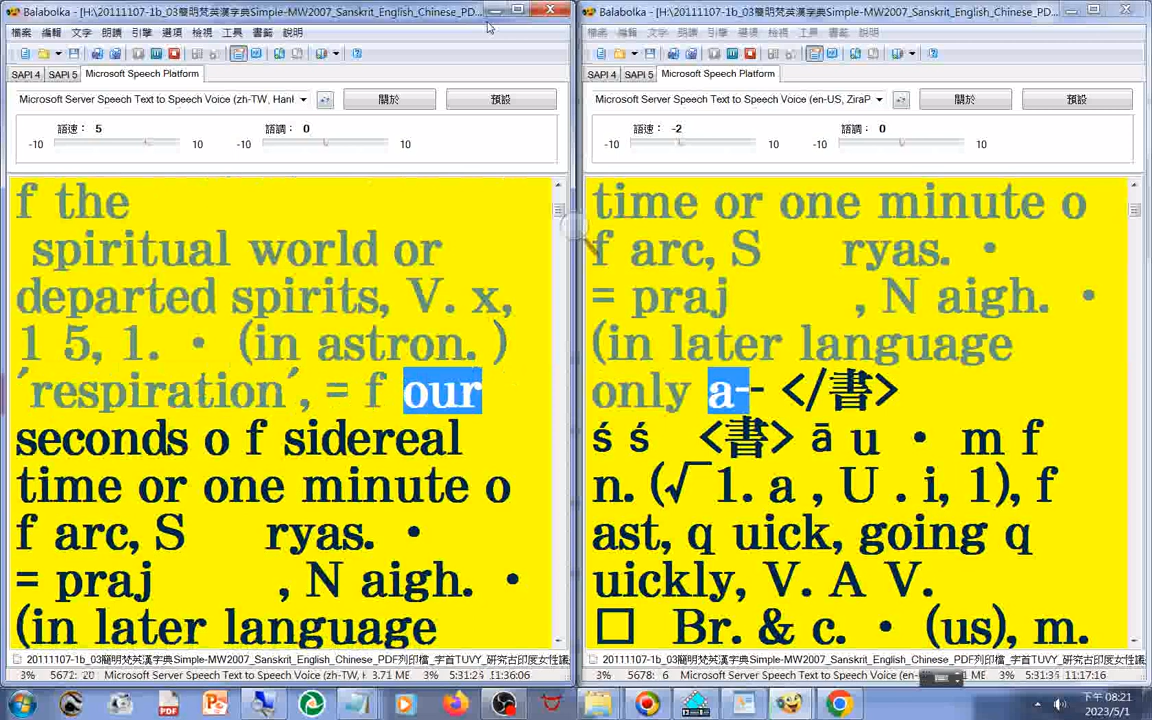 Balabolka - [H:\20111107-1b_03簡明梵英漢字典Simple-MW2007_Sanskrit_English_Chinese_PD...
檔案 編輯 文字 朗讀 引擎 選項 檢視 工具 書籤 說明
SAPI 4 SAPI 5 Microsoft Speech Platform
Microsoft Server Speech Text to Speech Voice (zh-TW, Hanl
關於 預設
語速： 5 語調： 0
-10 10 -10 10
f the
spiritual world or
departed spirits, V. x,
1 5, 1. • (in astron. )
´respiration´, = f our
seconds o f sidereal
time or one minute o
f arc, S ryas. •
= praj , N aigh. •
(in later language
20111107-1b_03簡明梵英漢字典Simple-MW2007_Sanskrit_English_Chinese_PDF列印檔_字首TUVY_研究古印度女性議
3% 5672: 20 Microsoft Server Speech Text to Speech Voice (zh-TW, H 3.71 ME 3% 5:31:24 11:36:06
Balabolka - [H:\20111107-1b_03簡明梵英漢字典Simple-MW2007_Sanskrit_English_Chinese_PD...
檔案 編輯 文字 朗讀 引擎 選項 檢視 工具 書籤 說明
SAPI 4 SAPI 5 Microsoft Speech Platform
Microsoft Server Speech Text to Speech Voice (en-US, ZiraP
關於 預設
語速： -2 語調： 0
-10 10 -10 10
time or one minute o
f arc, S ryas. •
= praj , N aigh. •
(in later language
only a-- </書>
ś ś <書> ā u • m f
n. (√ 1. a , U . i, 1), f
ast, q uick, going q
uickly, V. A V.
□ Br. & c. • (us), m.
20111107-1b_03簡明梵英漢字典Simple-MW2007_Sanskrit_English_Chinese_PDF列印檔_字首TUVY_研究古印度女性議
3% 5678: 6 Microsoft Server Speech Text to Speech Voice (en-US, 3% 5:31:35 11:17:16
下午 08:21
2023/5/1